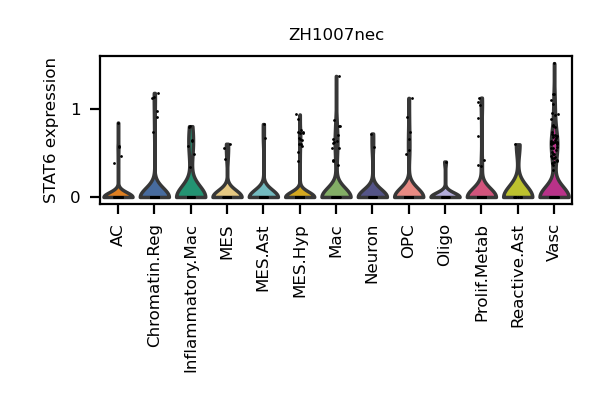 ZH1007nec
STAT6 expression
1
0
AC
Chromatin.Reg
Inflammatory.Mac
MES
MES.Ast
MES.Hyp
Mac
Neuron
OPC
Oligo
Prolif.Metab
Reactive.Ast
Vasc